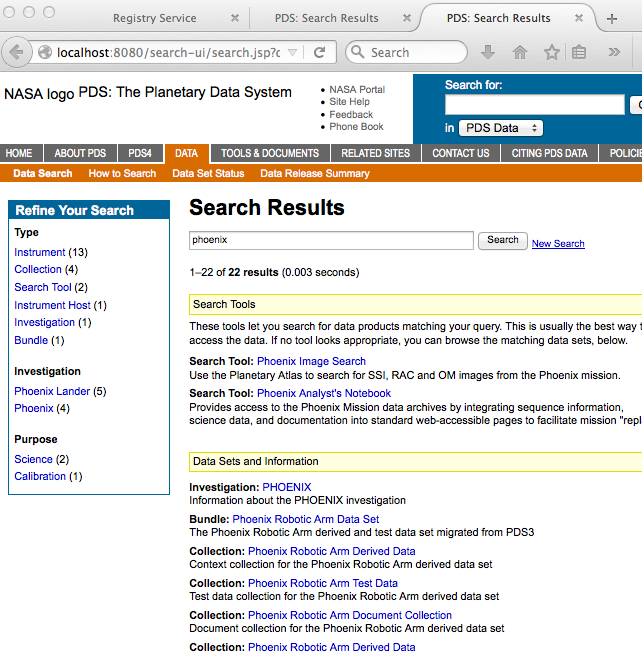 Registry Service
PDS: Search Results
PDS: Search Results
localhost:8080/search-ui/search.jsp?c
Search
NASA logo PDS: The Planetary Data System
NASA Portal
Site Help
Feedback
Phone Book
Search for:
in PDS Data
HOME ABOUT PDS PDS4 DATA TOOLS & DOCUMENTS RELATED SITES CONTACT US CITING PDS DATA POLICIE
Data Search How to Search Data Set Status Data Release Summary
Refine Your Search
Type
Instrument (13)
Collection (4)
Search Tool (2)
Instrument Host (1)
Investigation (1)
Bundle (1)
Investigation
Phoenix Lander (5)
Phoenix (4)
Purpose
Science (2)
Calibration (1)
Search Results
phoenix Search New Search
1–22 of 22 results (0.003 seconds)
Search Tools
These tools let you search for data products matching your query. This is usually the best way t
access the data. If no tool looks appropriate, you can browse the matching data sets, below.
Search Tool: Phoenix Image Search
Use the Planetary Atlas to search for SSI, RAC and OM images from the Phoenix mission.
Search Tool: Phoenix Analyst's Notebook
Provides access to the Phoenix Mission data archives by integrating sequence information,
science data, and documentation into standard web-accessible pages to facilitate mission "repl
Data Sets and Information
Investigation: PHOENIX
Information about the PHOENIX investigation
Bundle: Phoenix Robotic Arm Data Set
The Phoenix Robotic Arm derived and test data set migrated from PDS3
Collection: Phoenix Robotic Arm Derived Data
Context collection for the Phoenix Robotic Arm derived data set
Collection: Phoenix Robotic Arm Test Data
Test data collection for the Phoenix Robotic Arm derived data set
Collection: Phoenix Robotic Arm Document Collection
Document collection for the Phoenix Robotic Arm derived data set
Collection: Phoenix Robotic Arm Derived Data